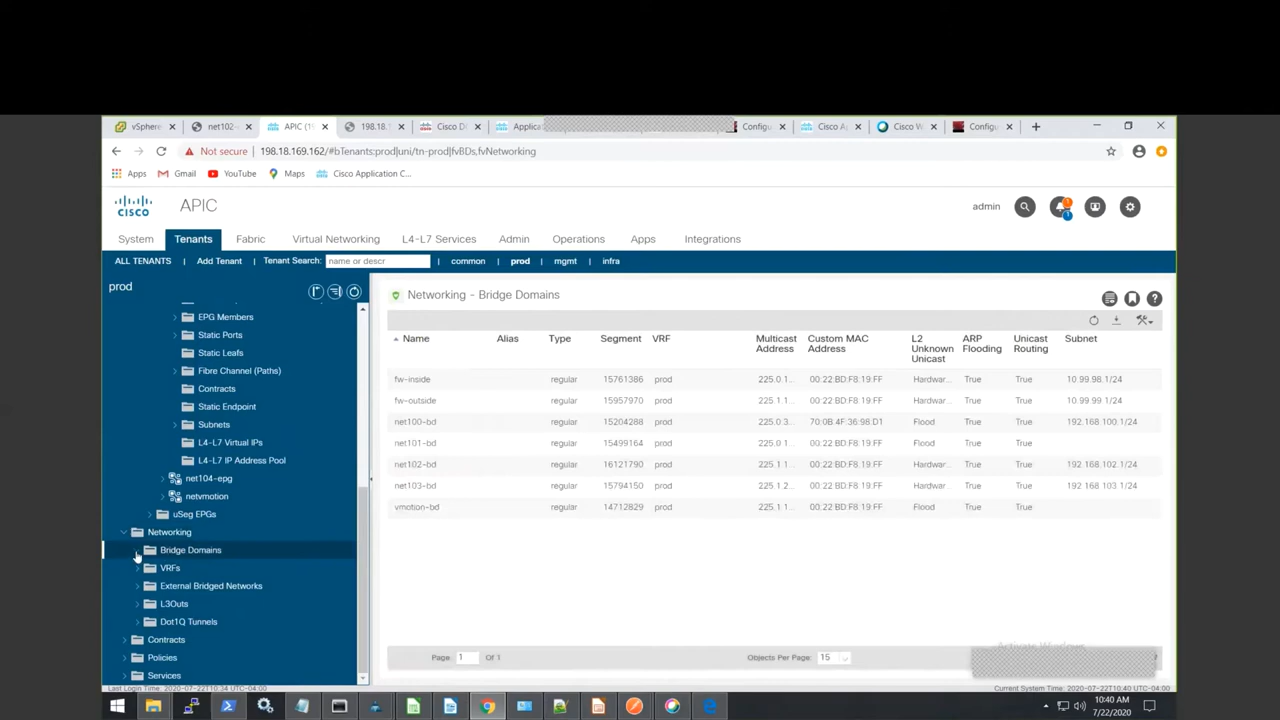 vSphere
net102-
APIC (1
198.18.
Cisco D
Applica
Configu
Cisco Ap
Cisco W
Configu
Not secure
198.18.169.162/#bTenants:prod|uni/tn-prod|fvBDs,fvNetworking
Apps
Gmail
YouTube
Maps
Cisco Application C...
CISCO
APIC
admin
System
Tenants
Fabric
Virtual Networking
L4-L7 Services
Admin
Operations
Apps
Integrations
ALL TENANTS | Add Tenant | Tenant Search: name or descr | common | prod | mgmt | infra
prod
EPG Members
Static Ports
Static Leafs
Fibre Channel (Paths)
Contracts
Static Endpoint
Subnets
L4-L7 Virtual IPs
L4-L7 IP Address Pool
net104-epg
netvmotion
uSeg EPGs
Networking
Bridge Domains
VRFs
External Bridged Networks
L3Outs
Dot1Q Tunnels
Contracts
Policies
Services
Networking - Bridge Domains
Name Alias Type Segment VRF Multicast Address Custom MAC Address L2 Unknown Unicast ARP Flooding Unicast Routing Subnet
fw-inside regular 15761386 prod 225.0.1... 00:22:BD:F8:19:FF Hardwar... True True 10.99.98.1/24
fw-outside regular 15957970 prod 225.1.1... 00:22:BD:F8:19:FF Hardwar... True True 10.99.99.1/24
net100-bd regular 15204288 prod 225.0.3... 70:0B:4F:36:98:D1 Flood True True 192.168.100.1/24
net101-bd regular 15499164 prod 225.0.1... 00:22:BD:F8:19:FF Flood True True
net102-bd regular 16121790 prod 225.1.1... 00:22:BD:F8:19:FF Hardwar... True True 192.168.102.1/24
net103-bd regular 15794150 prod 225.1.2... 00:22:BD:F8:19:FF Hardwar... True True 192.168.103.1/24
vmotion-bd regular 14712829 prod 225.1.1... 00:22:BD:F8:19:FF Flood True True
Page: 1 Of 1
Objects Per Page: 15
Last Login Time: 2020-07-22T10:34 UTC-04:00
Current System Time: 2020-07-22T10:40 UTC-04:00
10:40 AM
7/22/2020